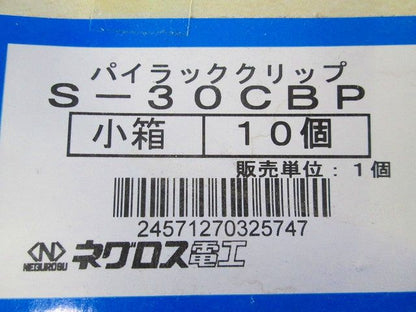 パイラッククリップ
S-30CBP
小箱 10個
販売単位：1個
24571270325747
NEGUROSU ネグロス電工